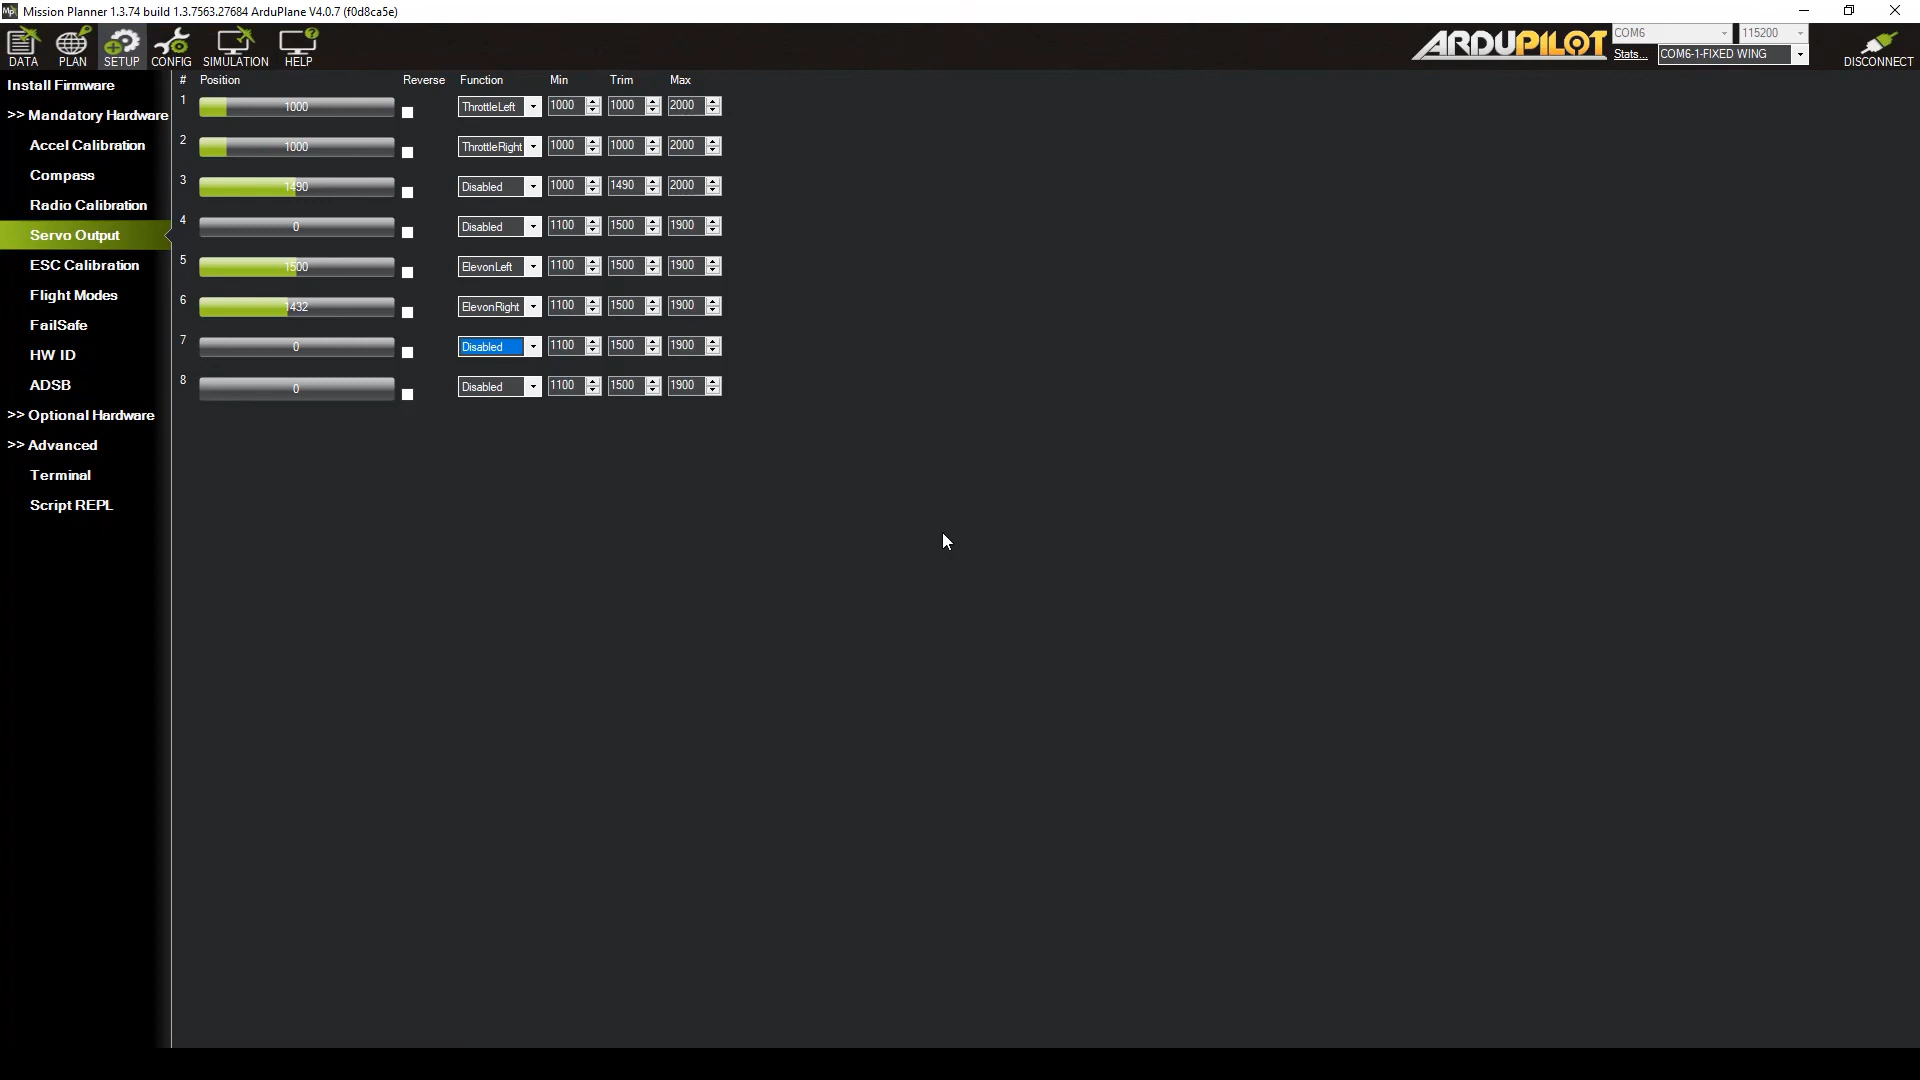 Mission Planner 1.3.74 build 1.3.7563.27684 ArduPlane V4.0.7 (f0d8ca5e)
DATA PLAN SETUP CONFIG SIMULATION HELP
ARDUPILOT
COM6 115200
Stats... COM6-1-FIXED WING
DISCONNECT
Install Firmware
>> Mandatory Hardware
Accel Calibration
Compass
Radio Calibration
Servo Output
ESC Calibration
Flight Modes
FailSafe
HW ID
ADSB
>> Optional Hardware
>> Advanced
Terminal
Script REPL
# Position Reverse Function Min Trim Max
1 1000 ThrottleLeft 1000 1000 2000
2 1000 ThrottleRight 1000 1000 2000
3 1490 Disabled 1000 1490 2000
4 0 Disabled 1100 1500 1900
5 1500 ElevonLeft 1100 1500 1900
6 1432 ElevonRight 1100 1500 1900
7 0 Disabled 1100 1500 1900
8 0 Disabled 1100 1500 1900